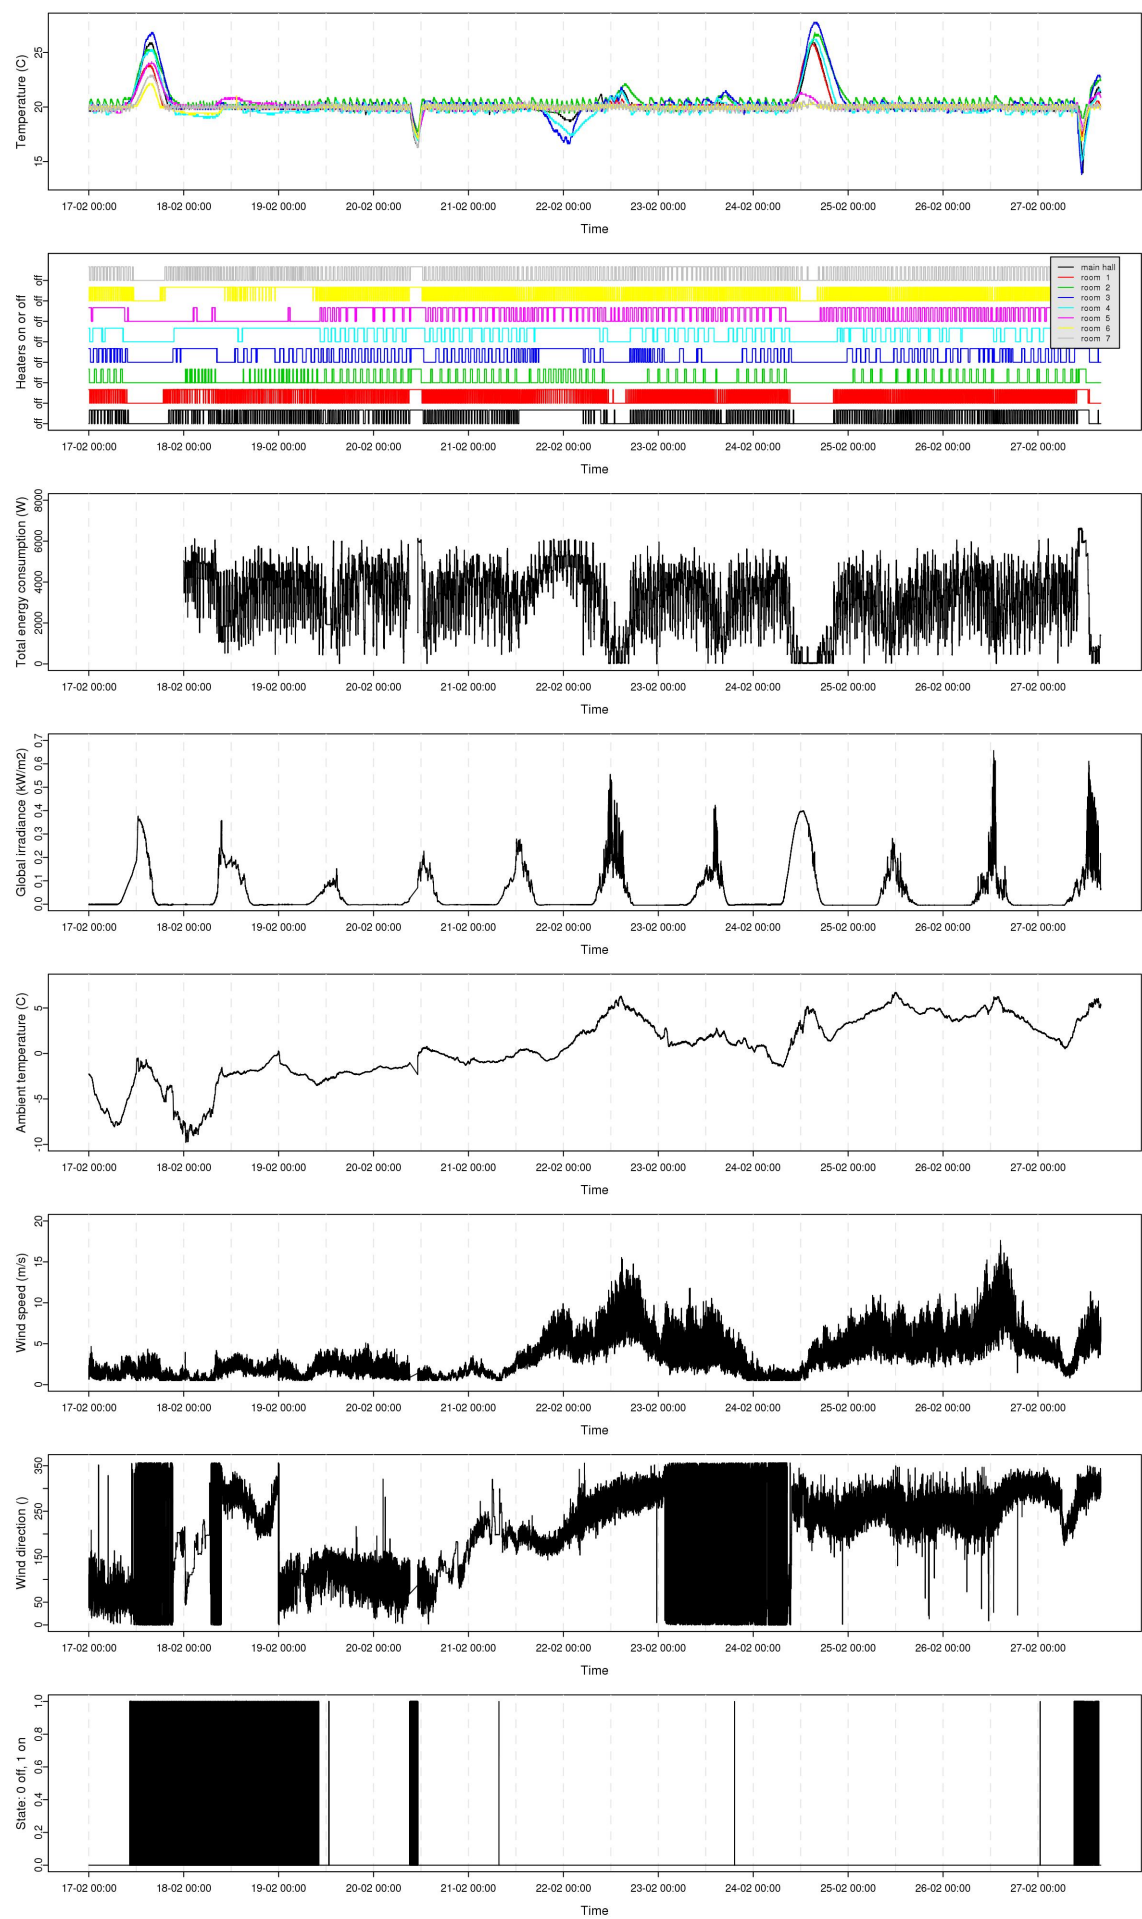 Temperature (C)
25
20
15
17-02 00:00 18-02 00:00 19-02 00:00 20-02 00:00 21-02 00:00 22-02 00:00 23-02 00:00 24-02 00:00 25-02 00:00 26-02 00:00 27-02 00:00
Time
Heaters on or off
off
off
off
off
off
off
off
off
main hall
room 1
room 2
room 3
room 4
room 5
room 6
room 7
17-02 00:00 18-02 00:00 19-02 00:00 20-02 00:00 21-02 00:00 22-02 00:00 23-02 00:00 24-02 00:00 25-02 00:00 26-02 00:00 27-02 00:00
Time
Total energy consumption (W)
8000
6000
4000
2000
0
17-02 00:00 18-02 00:00 19-02 00:00 20-02 00:00 21-02 00:00 22-02 00:00 23-02 00:00 24-02 00:00 25-02 00:00 26-02 00:00 27-02 00:00
Time
Global irradiance (kW/m2)
0.7
0.6
0.5
0.4
0.3
0.2
0.1
0.0
17-02 00:00 18-02 00:00 19-02 00:00 20-02 00:00 21-02 00:00 22-02 00:00 23-02 00:00 24-02 00:00 25-02 00:00 26-02 00:00 27-02 00:00
Time
Ambient temperature (C)
5
0
-5
-10
17-02 00:00 18-02 00:00 19-02 00:00 20-02 00:00 21-02 00:00 22-02 00:00 23-02 00:00 24-02 00:00 25-02 00:00 26-02 00:00 27-02 00:00
Time
Wind speed (m/s)
20
15
10
5
0
17-02 00:00 18-02 00:00 19-02 00:00 20-02 00:00 21-02 00:00 22-02 00:00 23-02 00:00 24-02 00:00 25-02 00:00 26-02 00:00 27-02 00:00
Time
Wind direction ()
350
250
150
50
0
17-02 00:00 18-02 00:00 19-02 00:00 20-02 00:00 21-02 00:00 22-02 00:00 23-02 00:00 24-02 00:00 25-02 00:00 26-02 00:00 27-02 00:00
Time
State: 0 off, 1 on
1.0
0.8
0.6
0.4
0.2
0.0
17-02 00:00 18-02 00:00 19-02 00:00 20-02 00:00 21-02 00:00 22-02 00:00 23-02 00:00 24-02 00:00 25-02 00:00 26-02 00:00 27-02 00:00
Time